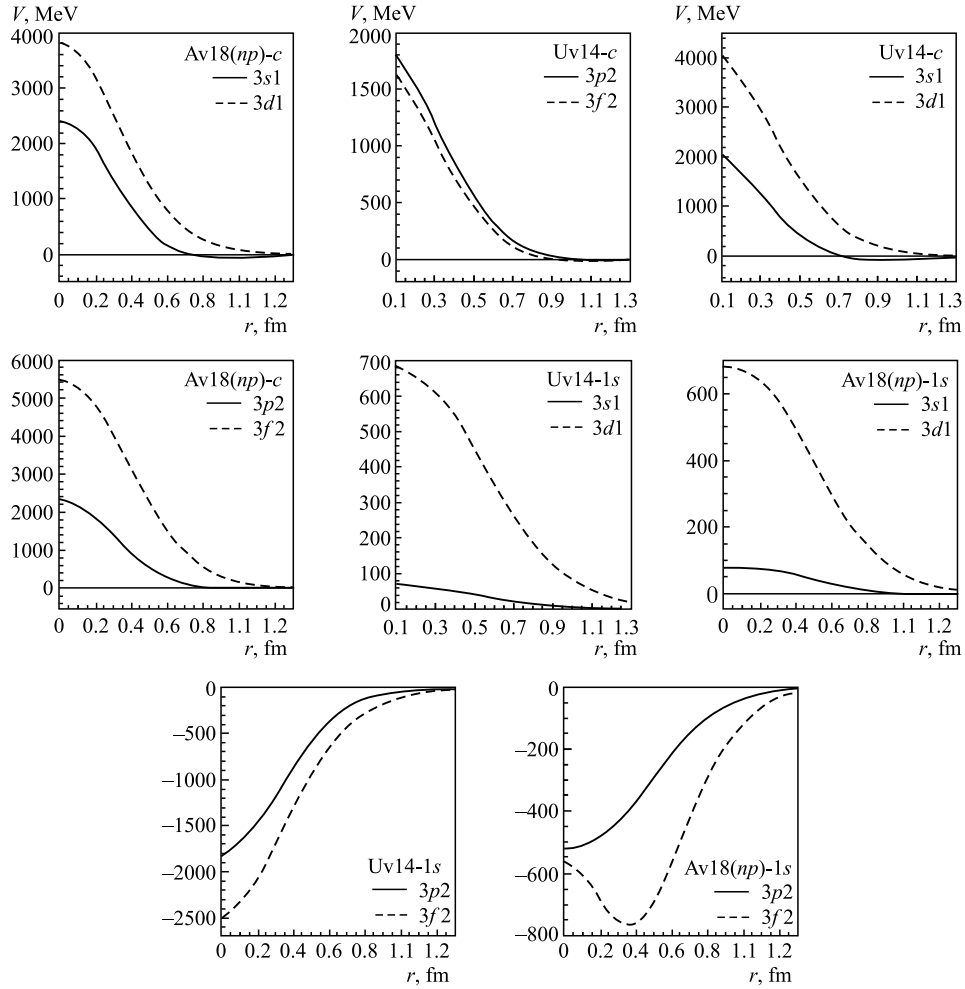 V, MeV
Av18(np)-c
3s1
3d1
4000
3000
2000
1000
0
0 0.2 0.4 0.6 0.8 1.1 1.2
r, fm
V, MeV
Uv14-c
3p2
3f2
2000
1500
1000
500
0
0.1 0.3 0.5 0.7 0.9 1.1 1.3
r, fm
V, MeV
Uv14-c
3s1
3d1
4000
3000
2000
1000
0
0.1 0.3 0.5 0.7 0.9 1.1 1.3
r, fm
Av18(np)-c
3p2
3f2
6000
5000
4000
3000
2000
1000
0
0 0.2 0.4 0.6 0.8 1.1 1.2
r, fm
Uv14-1s
3s1
3d1
700
600
500
400
300
200
100
0
0.1 0.3 0.5 0.7 0.9 1.1 1.3
r, fm
Av18(np)-1s
3s1
3d1
600
400
200
0
0 0.2 0.4 0.6 0.8 1.1 1.2
r, fm
0
–500
–1000
–1500
–2000
–2500
Uv14-1s
3p2
3f2
0 0.2 0.4 0.6 0.8 1.1 1.2
r, fm
0
–200
–400
–600
–800
Av18(np)-1s
3p2
3f2
0 0.2 0.4 0.6 0.8 1.1 1.2
r, fm